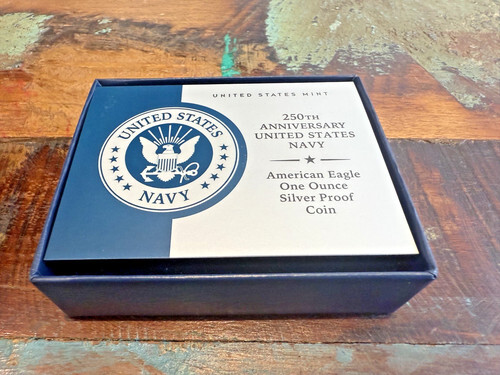 UNITED STATES MINT
UNITED STATES
NAVY
250TH
ANNIVERSARY
UNITED STATES
NAVY
American Eagle
One Ounce
Silver Proof
Coin